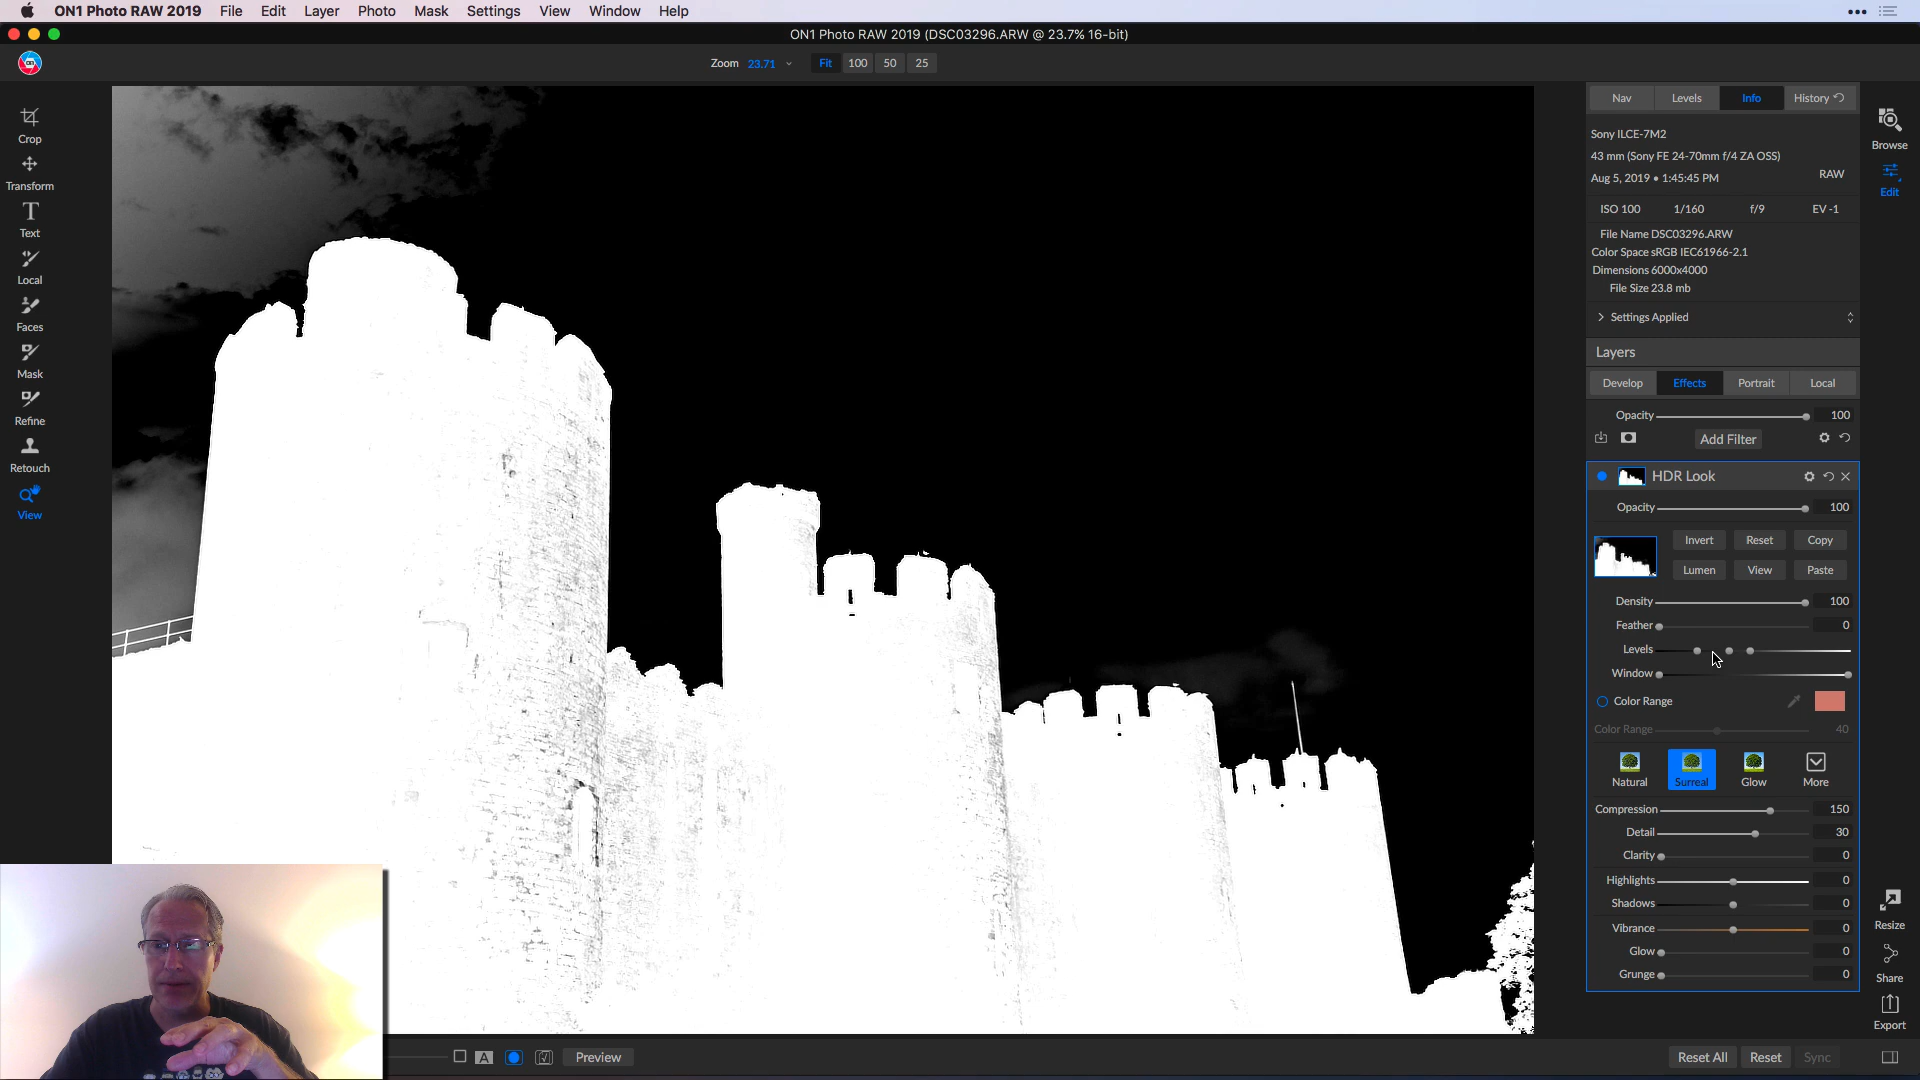 ON1 Photo RAW 2019 File Edit Layer Photo Mask Settings View Window Help
ON1 Photo RAW 2019 (DSC03296.ARW @ 23.7% 16-bit)
Zoom 23.71 Fit 100 50 25
Crop
Transform
Text
Local
Faces
Mask
Refine
Retouch
View
Nav Levels Info History
Sony ILCE-7M2
43 mm (Sony FE 24-70mm f/4 ZA OSS)
Aug 5, 2019 • 1:45:45 PM RAW
ISO 100 1/160 f/9 EV -1
File Name DSC03296.ARW
Color Space sRGB IEC61966-2.1
Dimensions 6000x4000
File Size 23.8 mb
Settings Applied
Layers
Develop Effects Portrait Local
Opacity 100
Add Filter
HDR Look
Opacity 100
Invert Reset Copy
Lumen View Paste
Density 100
Feather 0
Levels
Window
Color Range
Color Range 40
Natural Surreal Glow More
Compression 150
Detail 30
Clarity 0
Highlights 0
Shadows 0
Vibrance 0
Glow 0
Grunge 0
Browse
Edit
Resize
Share
Export
A Preview
Reset All Reset Sync